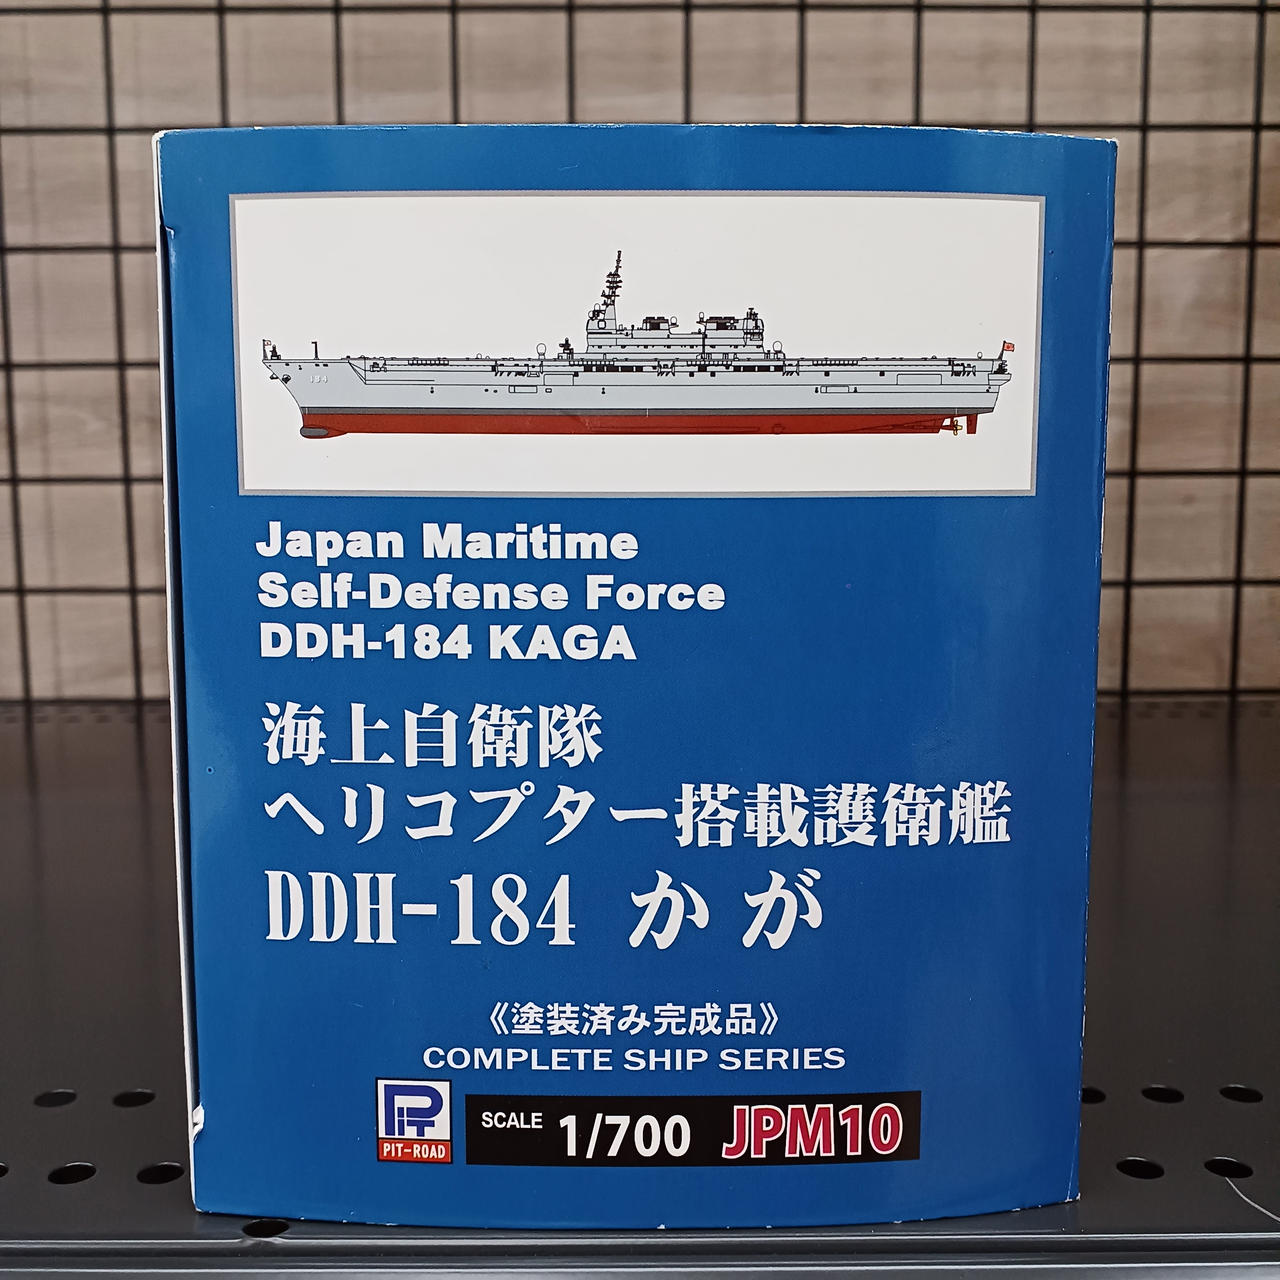 184
Japan Maritime
Self-Defense Force
DDH-184 KAGA
海上自衛隊
ヘリコプター搭載護衛艦
DDH-184 かが
《塗装済み完成品》
COMPLETE SHIP SERIES
PIT
PIT-ROAD
SCALE 1/700 JPM10